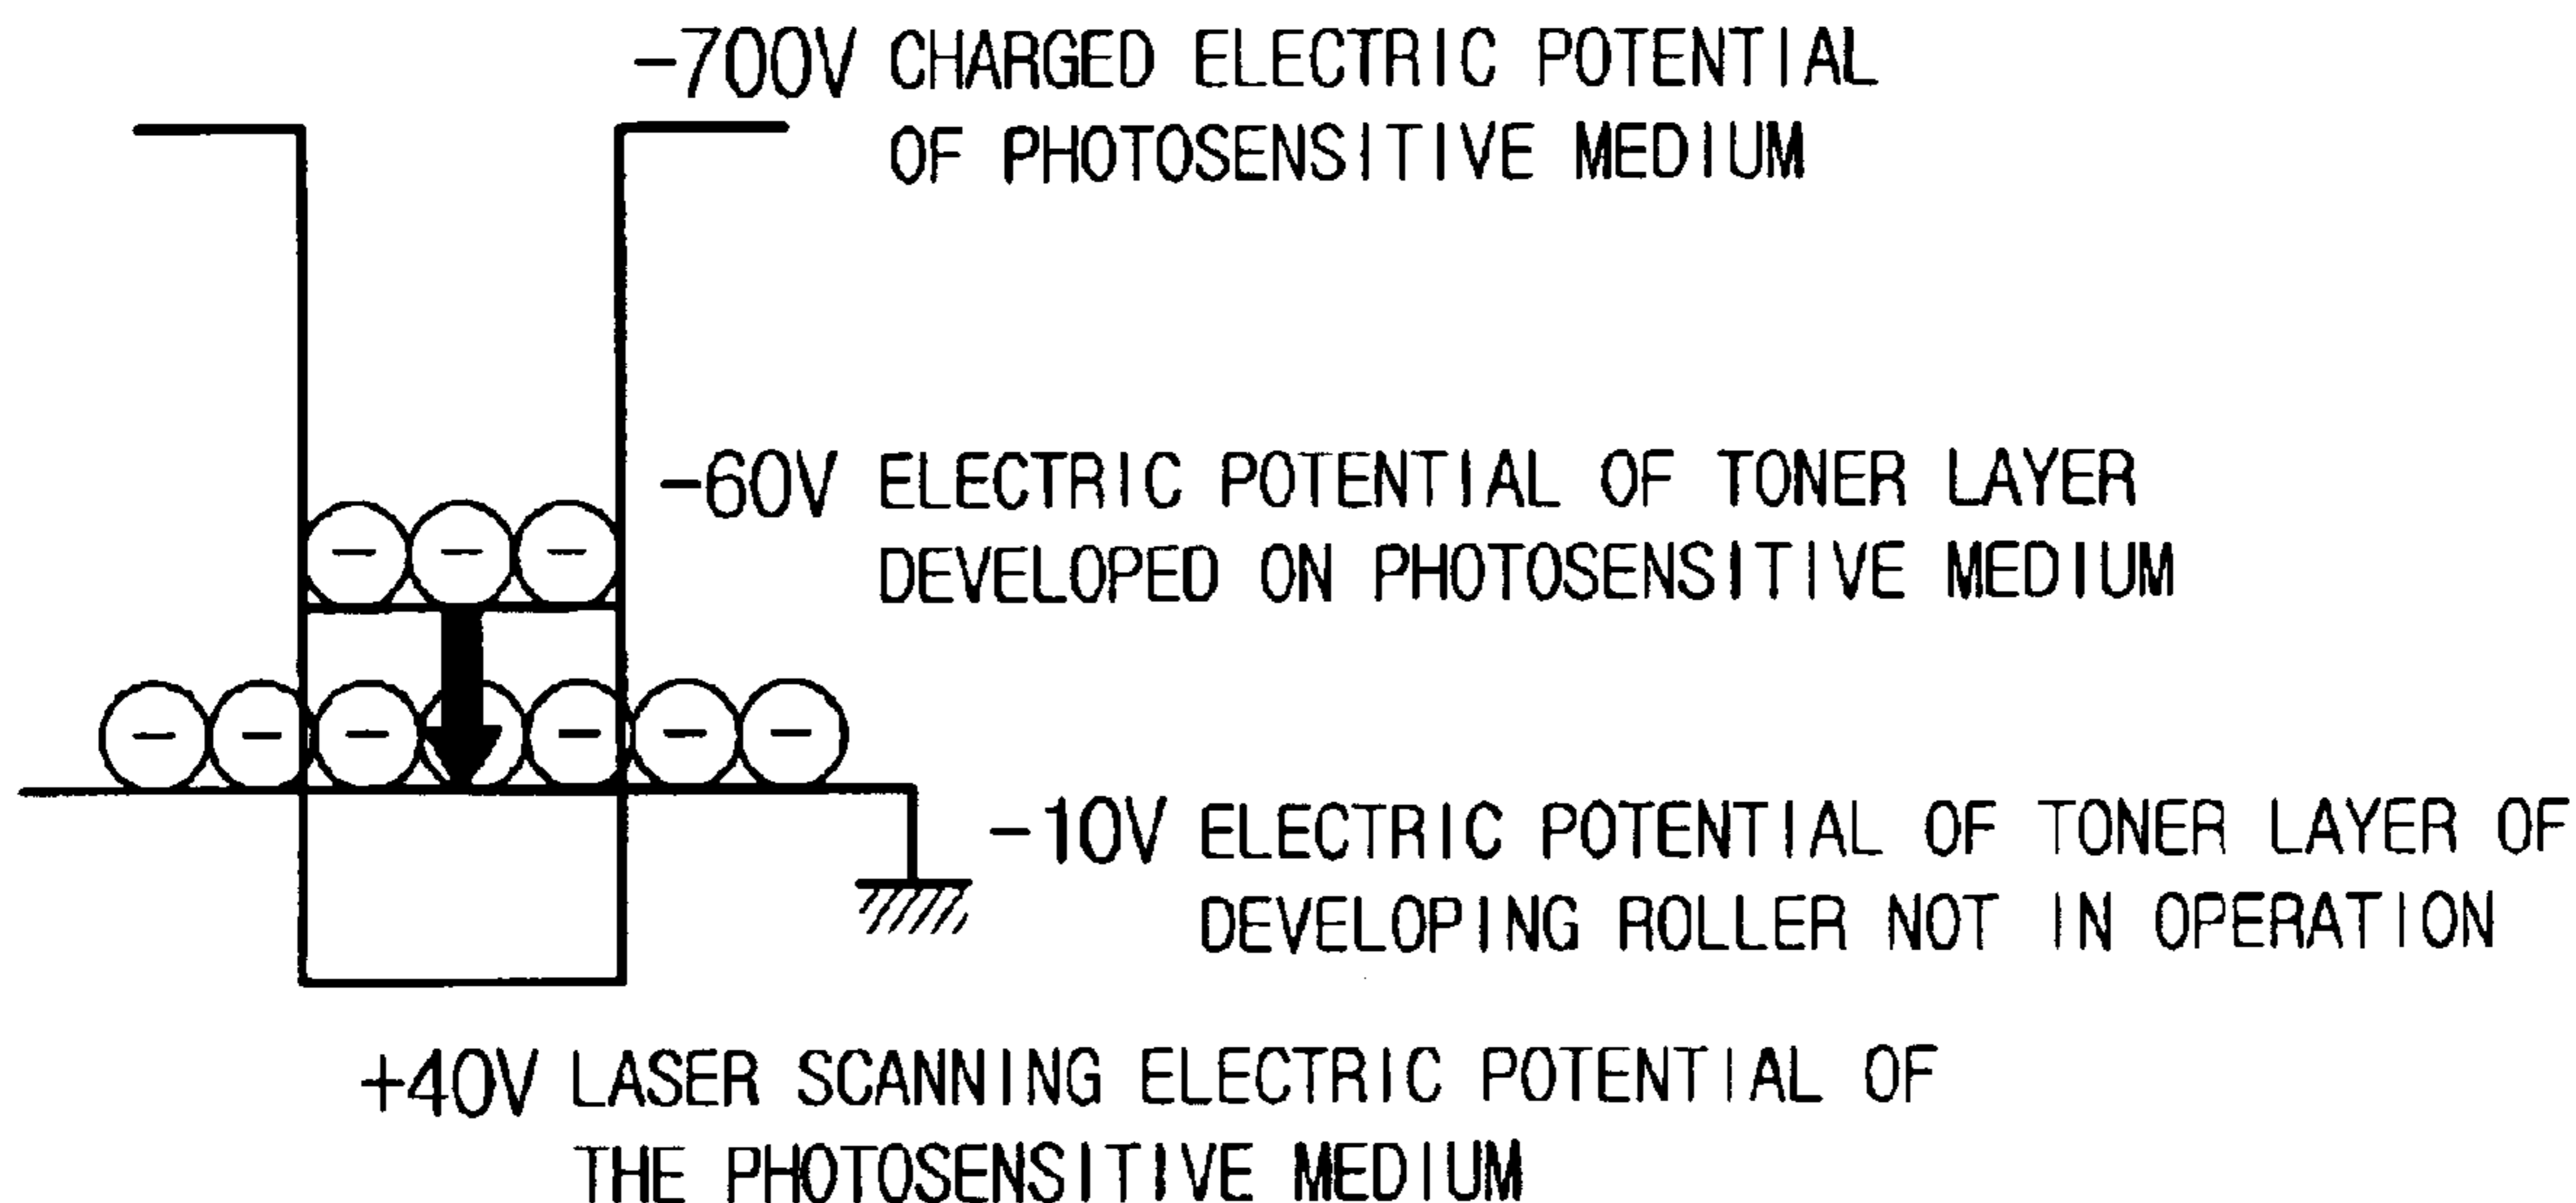 -700V CHARGED ELECTRIC POTENTIAL
OF PHOTOSENSITIVE MEDIUM
-60V ELECTRIC POTENTIAL OF TONER LAYER
DEVELOPED ON PHOTOSENSITIVE MEDIUM
-10V ELECTRIC POTENTIAL OF TONER LAYER OF
DEVELOPING ROLLER NOT IN OPERATION
+40V LASER SCANNING ELECTRIC POTENTIAL OF
THE PHOTOSENSITIVE MEDIUM